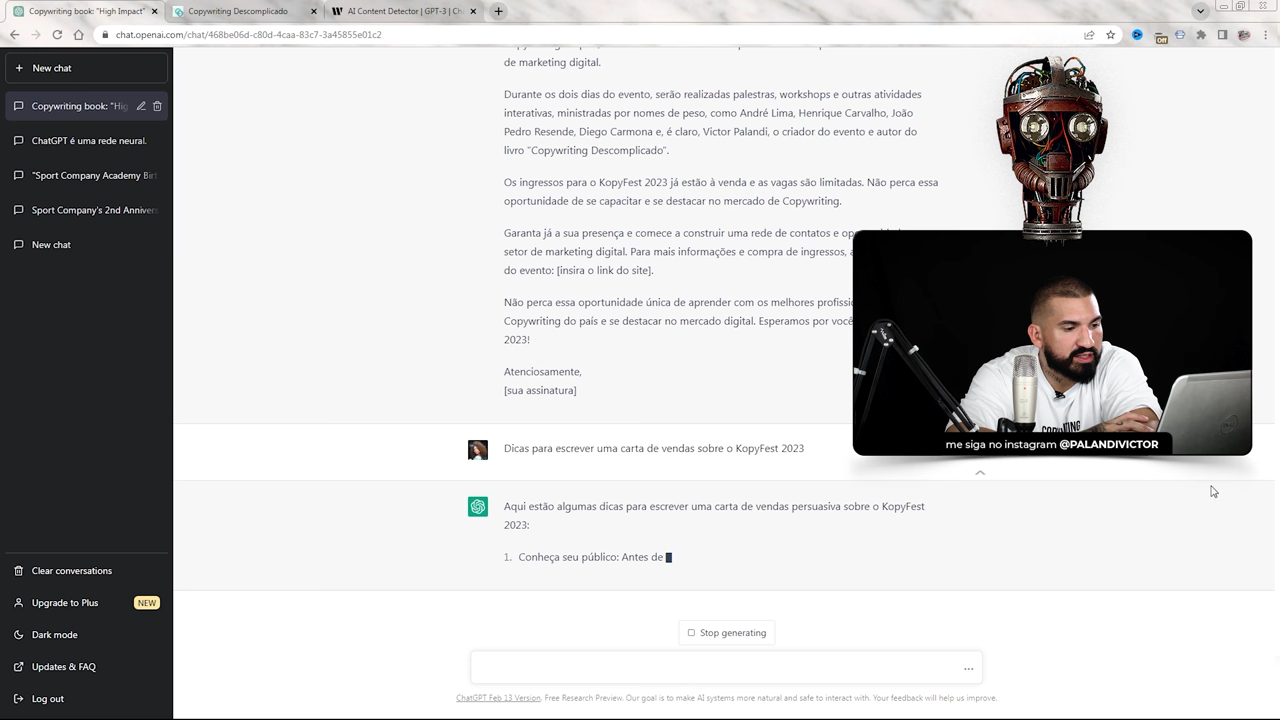 Copywriting book "High Impact"
Copywriting Descomplicado
AI Content Detector | GPT-3 | Ch
chat.openai.com/chat/468be06d-c80d-4caa-83c7-3a45855e01c2
Off
New chat
Copywriting book: "Hig
ChatGPT é uma rede neural.
"Sport Company Academy Birt
Sport Company's 2nd Annivers
New chat
Clear conversations
Upgrade to Plus
NEW
Dark mode
Updates & FAQ
Log out
de marketing digital.
Durante os dois dias do evento, serão realizadas palestras, workshops e outras atividades
interativas, ministradas por nomes de peso, como André Lima, Henrique Carvalho, João
Pedro Resende, Diego Carmona e, é claro, Victor Palandi, o criador do evento e autor do
livro "Copywriting Descomplicado".
Os ingressos para o KopyFest 2023 já estão à venda e as vagas são limitadas. Não perca essa
oportunidade de se capacitar e se destacar no mercado de Copywriting.
Garanta já a sua presença e comece a construir uma rede de contatos e
setor de marketing digital. Para mais informações e compra de ingressos,
do evento: [insira o link do site].
Não perca essa oportunidade única de aprender com os melhores
Copywriting do país e se destacar no mercado digital. Esperamos por você
2023!
Atenciosamente,
[sua assinatura]
Dicas para escrever uma carta de vendas sobre o KopyFest 2023
Aqui estão algumas dicas para escrever uma carta de vendas persuasiva sobre o KopyFest
2023:
1. Conheça seu público: Antes de
me siga no instagram @PALANDIVICTOR
Stop generating
ChatGPT Feb 13 Version. Free Research Preview. Our goal is to make AI systems more natural and safe to interact with. Your feedback will help us improve.